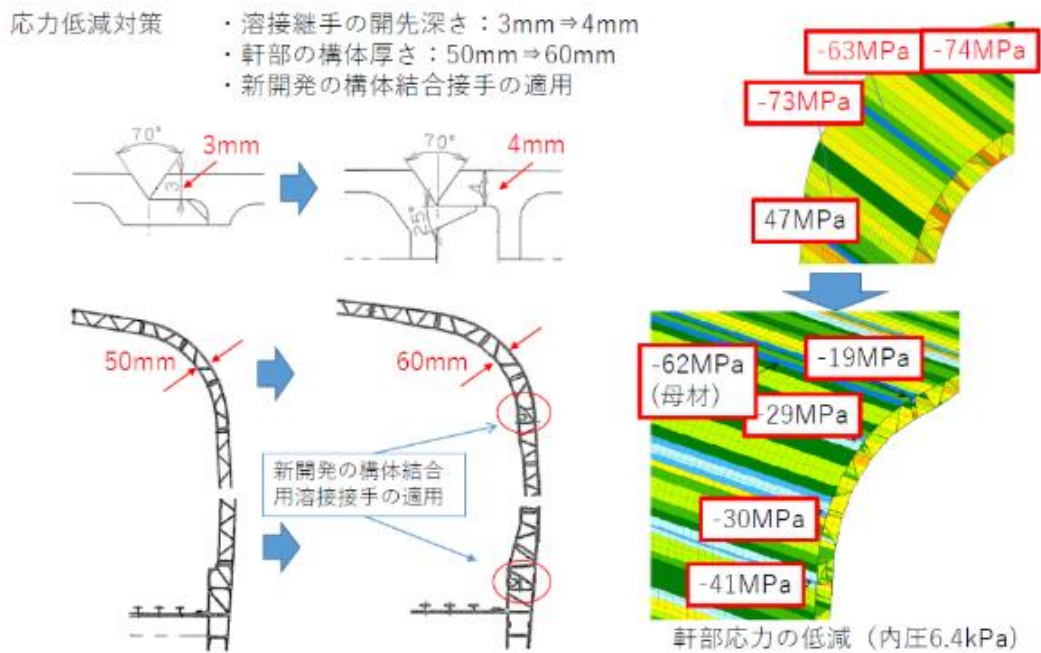 応力低減対策
・溶接継手の開先深さ：3mm⇒4mm
・軒部の構体厚さ：50mm⇒60mm
・新開発の構体結合接手の適用
70°
3mm
3
70°
4mm
4
25°
50mm
60mm
新開発の構体結合
用溶接接手の適用
-63MPa
-74MPa
-73MPa
47MPa
-62MPa
(母材)
-19MPa
-29MPa
-30MPa
-41MPa
軒部応力の低減（内圧6.4kPa）